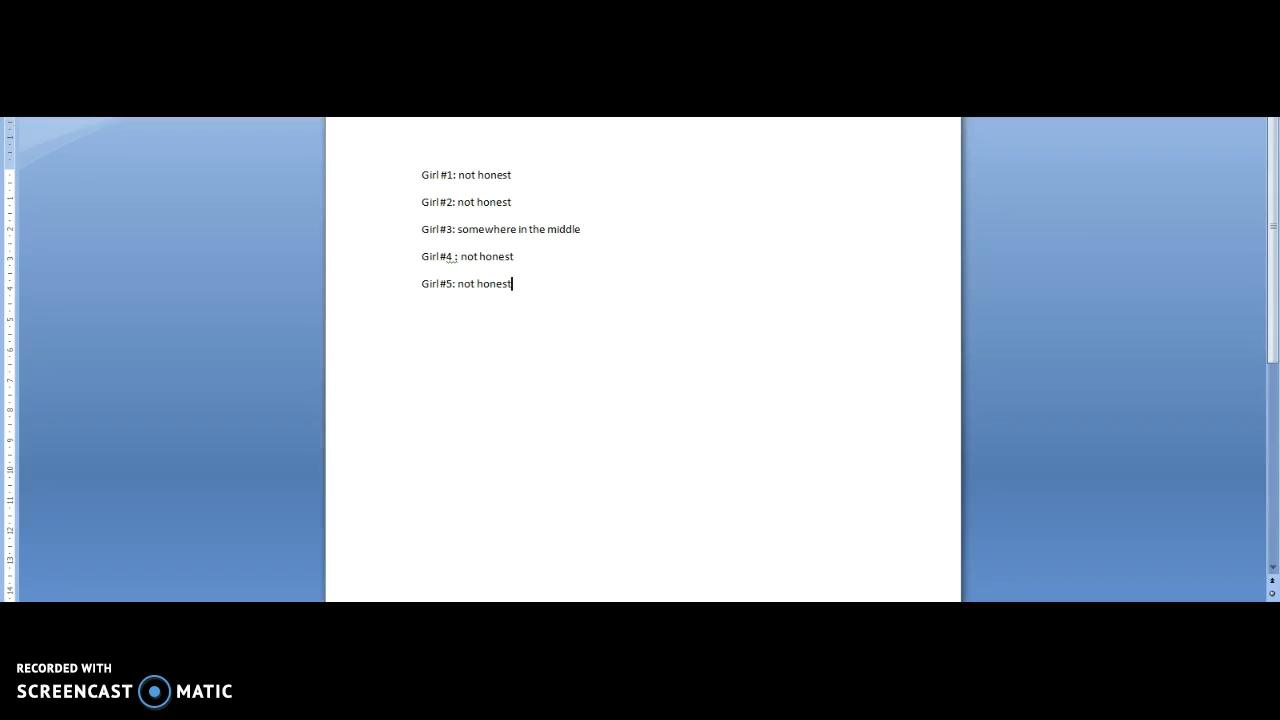 Girl #1: not honest
Girl #2: not honest
Girl #3: somewhere in the middle
Girl #4 : not honest
Girl #5: not honest
RECORDED WITH
SCREENCAST MATIC